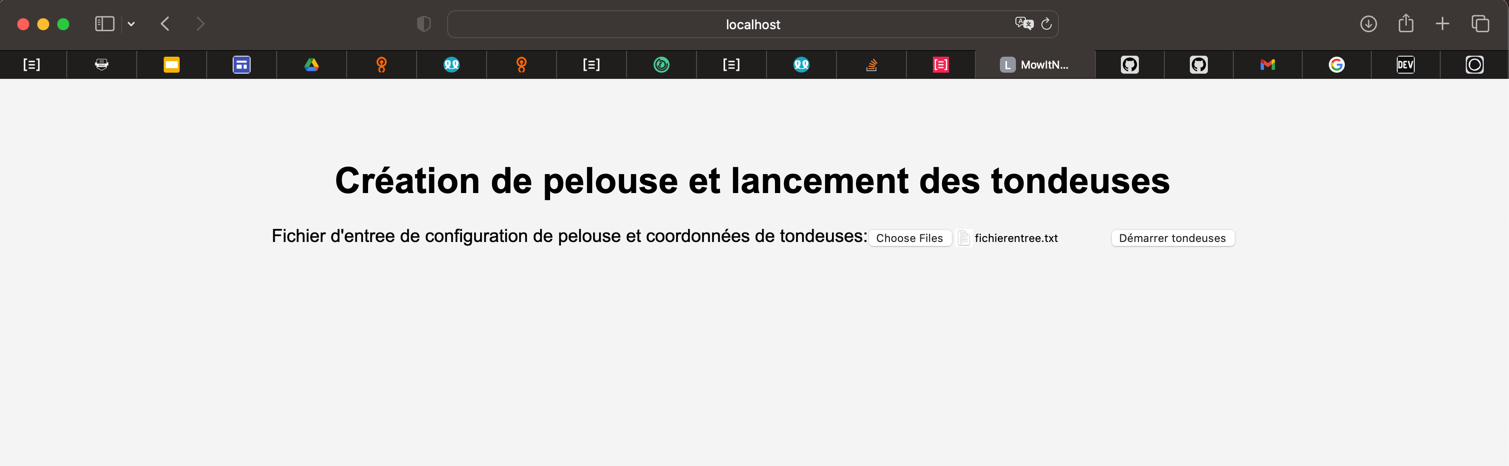 localhost
L MowItN...
DEV
Création de pelouse et lancement des tondeuses
Fichier d'entree de configuration de pelouse et coordonnées de tondeuses: Choose Files fichierentree.txt Démarrer tondeuses